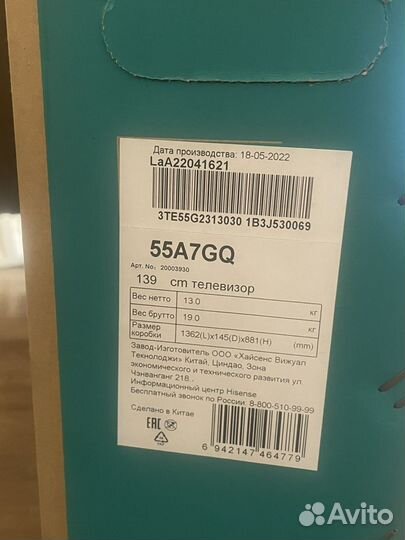 Дата производства: 18-05-2022
LaA22041621
3TE55G2313030 1B3J530069
55A7GQ
Арт. No: 20003930
139 cm телевизор
Вес нетто 13.0 кг
Вес брутто 19.0 кг
Размер коробки 1362(L)x145(D)x881(H) (mm)
Завод-Изготовитель ООО «Хайсенс Вижуал
Текнолоджи» Китай, Циндао, Зона
экономического и технического развития ул.
Чэнванганг 218.
Информационный центр Hisense
Бесплатный звонок по России: 8-800-510-99-99
Сделано в Китае
EAC
6 942147 464779
Avito